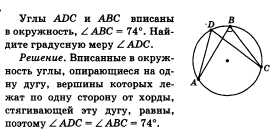 Углы ADC и ABC вписаны
в окружность, ∠ ABC = 74°. Най-
дите градусную меру ∠ ADC.
Решение. Вписанные в окруж-
ность углы, опирающиеся на од-
ну дугу, вершины которых ле-
жат по одну сторону от хорды,
стягивающей эту дугу, равны,
поэтому ∠ ADC = ∠ ABC = 74°.
D
B
A
C